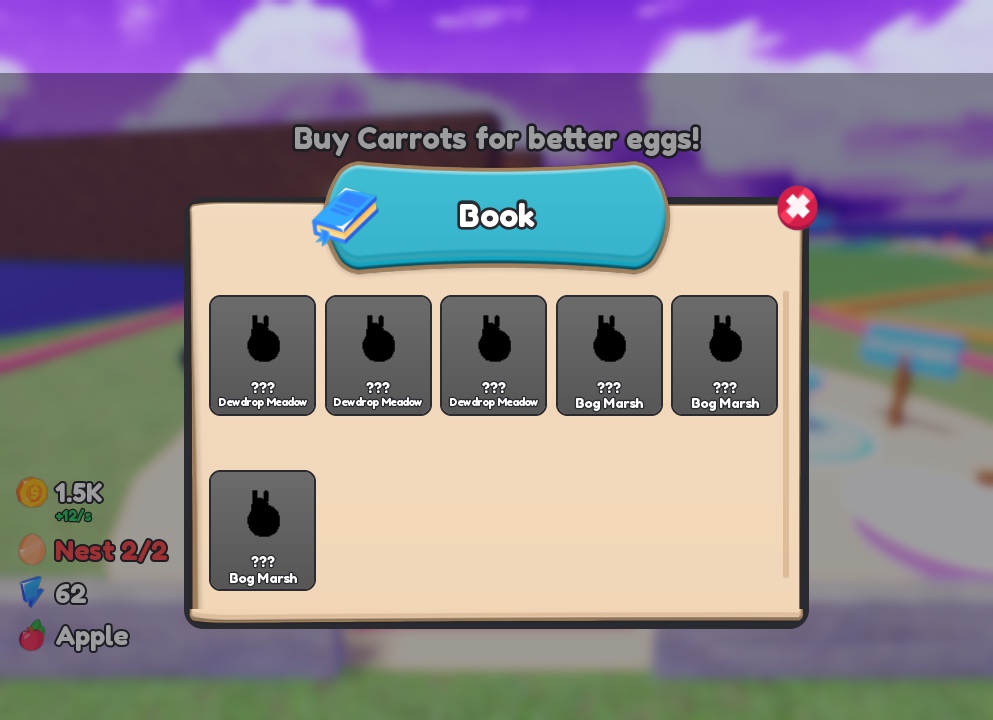 Buy Carrots for better eggs!
Book
???
Dewdrop Meadow
???
Dewdrop Meadow
???
Dewdrop Meadow
???
Bog Marsh
???
Bog Marsh
???
Bog Marsh
1.5K
+12/s
Nest 2/2
62
Apple